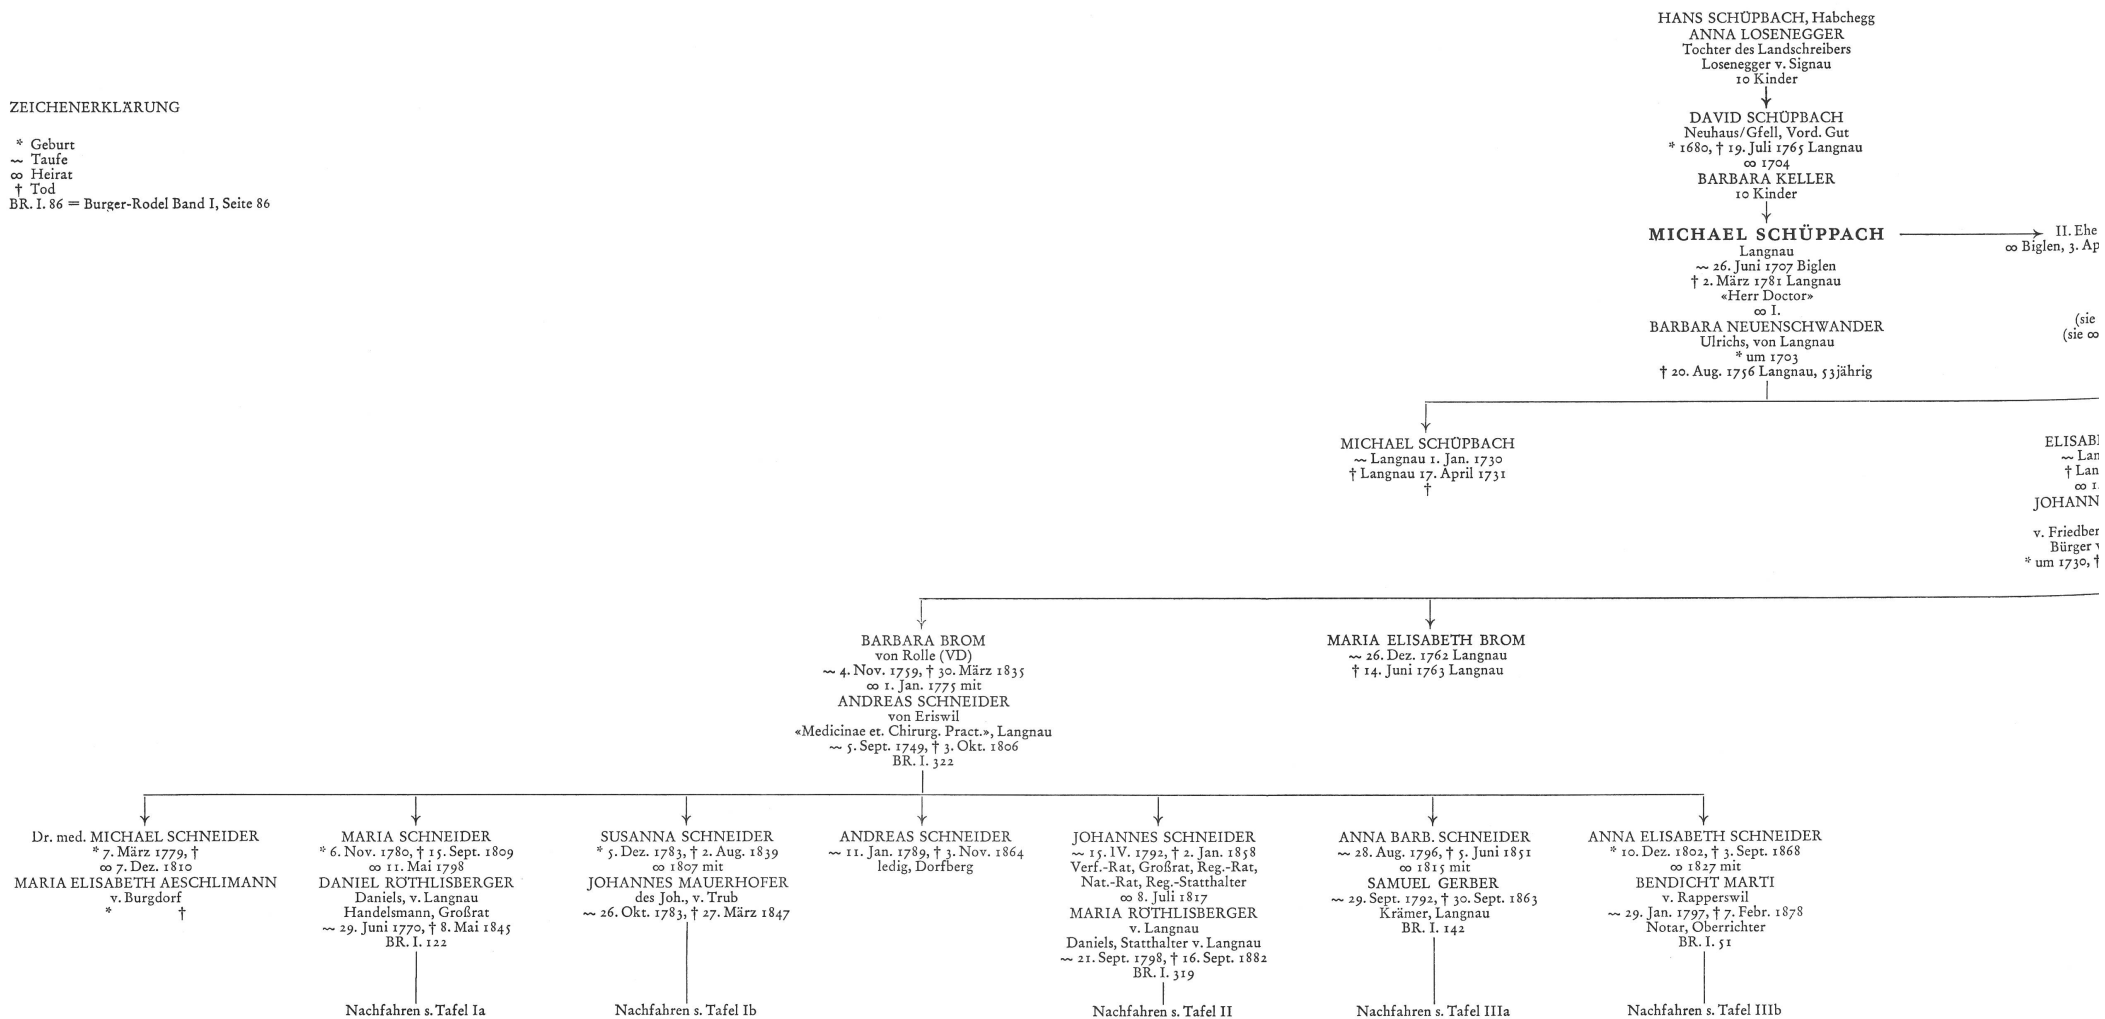 HANS SCHÜPBACH, Habchegg
ANNA LOSENEGGER
Tochter des Landschreibers
Losenegger v. Signau
10 Kinder
ZEICHENERKLÄRUNG
* Geburt
~ Taufe
∞ Heirat
† Tod
BR. I. 86 = Burger-Rodel Band I, Seite 86
DAVID SCHÜPBACH
Neuhaus/Gfell, Vord. Gut
* 1680, † 19. Juli 1765 Langnau
∞ 1704
BARBARA KELLER
10 Kinder
MICHAEL SCHÜPPACH
Langnau
~ 26. Juni 1707 Biglen
† 2. März 1781 Langnau
«Herr Doctor»
∞ I.
BARBARA NEUENSCHWANDER
Ulrichs, von Langnau
* um 1703
† 20. Aug. 1756 Langnau, 53jährig
II. Ehe
∞ Biglen, 3. Ap
(sie
(sie ∞
MICHAEL SCHÜPBACH
~ Langnau 1. Jan. 1730
† Langnau 17. April 1731
†
ELISAB
~ Lan
† Lan
∞ 1.
JOHANN
v. Friedber
Bürger v
* um 1730, †
BARBARA BROM
von Rolle (VD)
~ 4. Nov. 1759, † 30. März 1835
∞ 1. Jan. 1775 mit
ANDREAS SCHNEIDER
von Eriswil
«Medicinae et. Chirurg. Pract.», Langnau
~ 5. Sept. 1749, † 3. Okt. 1806
BR. I. 322
MARIA ELISABETH BROM
~ 26. Dez. 1762 Langnau
† 14. Juni 1763 Langnau
Dr. med. MICHAEL SCHNEIDER
* 7. März 1779, †
∞ 7. Dez. 1810
MARIA ELISABETH AESCHLIMANN
v. Burgdorf
* †
MARIA SCHNEIDER
* 6. Nov. 1780, † 15. Sept. 1809
∞ 11. Mai 1798
DANIEL RÖTHLISBERGER
Daniels, v. Langnau
Handelsmann, Großrat
~ 29. Juni 1770, † 8. Mai 1845
BR. I. 122
Nachfahren s. Tafel Ia
SUSANNA SCHNEIDER
* 5. Dez. 1783, † 2. Aug. 1839
∞ 1807 mit
JOHANNES MAUERHOFER
des Joh., v. Trub
~ 26. Okt. 1783, † 27. März 1847
Nachfahren s. Tafel Ib
ANDREAS SCHNEIDER
~ 11. Jan. 1789, † 3. Nov. 1864
ledig, Dorfberg
JOHANNES SCHNEIDER
~ 15. IV. 1792, † 2. Jan. 1858
Verf.-Rat, Großrat, Reg.-Rat,
Nat.-Rat, Reg.-Statthalter
∞ 8. Juli 1817
MARIA RÖTHLISBERGER
v. Langnau
Daniels, Statthalter v. Langnau
~ 21. Sept. 1798, † 16. Sept. 1882
BR. I. 319
Nachfahren s. Tafel II
ANNA BARB. SCHNEIDER
~ 28. Aug. 1796, † 5. Juni 1851
∞ 1815 mit
SAMUEL GERBER
~ 29. Sept. 1792, † 30. Sept. 1863
Krämer, Langnau
BR. I. 142
Nachfahren s. Tafel IIIa
ANNA ELISABETH SCHNEIDER
* 10. Dez. 1802, † 3. Sept. 1868
∞ 1827 mit
BENDICHT MARTI
v. Rapperswil
~ 29. Jan. 1797, † 7. Febr. 1878
Notar, Oberrichter
BR. I. 51
Nachfahren s. Tafel IIIb